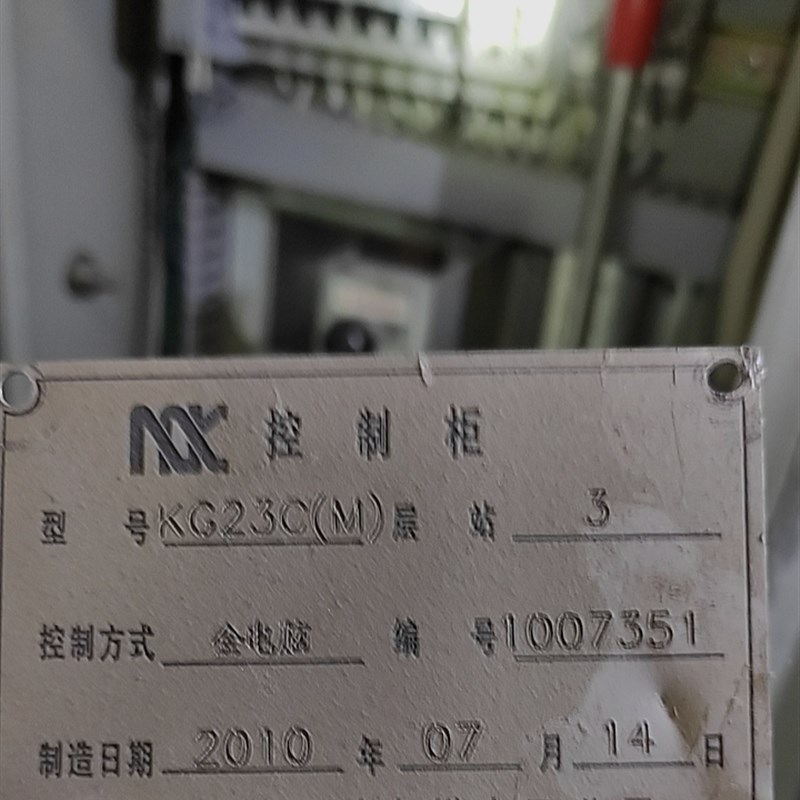 控制柜
型 号 KG23C(M) 层 站 3
控制方式 全电脑 编 号 1007351
制造日期 2010 年 07 月 14 日